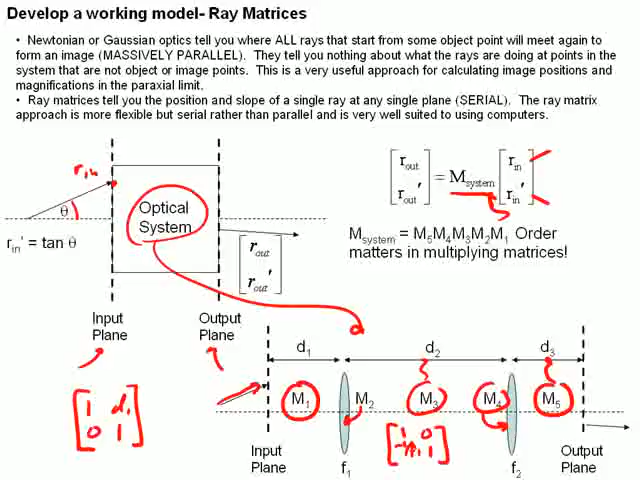 Develop a working model- Ray Matrices
• Newtonian or Gaussian optics tell you where ALL rays that start from some object point will meet again to
form an image (MASSIVELY PARALLEL). They tell you nothing about what the rays are doing at points in the
system that are not object or image points. This is a very useful approach for calculating image positions and
magnifications in the paraxial limit.
• Ray matrices tell you the position and slope of a single ray at any single plane (SERIAL). The ray matrix
approach is more flexible but serial rather than parallel and is very well suited to using computers.
r in
θ
r_in' = tan θ
Optical
System
[r_out
r_out']
[r_out
r_out'] = M_system [r_in
r_in']
M_system = M₅M₄M₃M₂M₁ Order
matters in multiplying matrices!
Input
Plane
Output
Plane
d₁
d₂
d₃
M₁
M₂
M₃
M₄
M₅
[1 d₁
0 1]
[1 0
-1/f₁ 1]
Input
Plane
f₁
f₂
Output
Plane